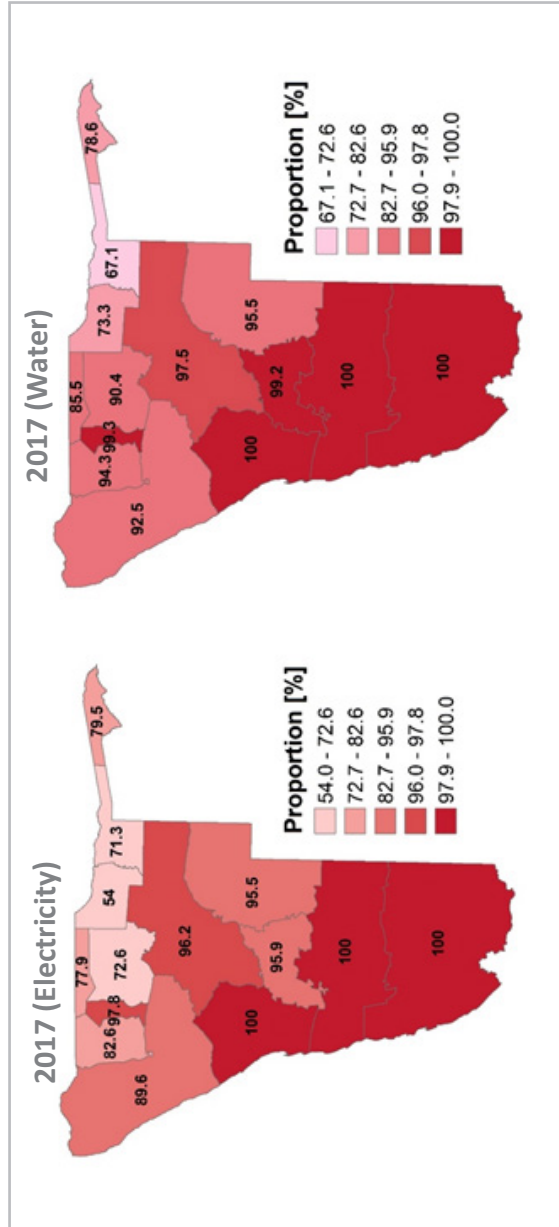 2017 (Electricity)
77.9
82.6
97.8
72.6
54
71.3
79.5
89.6
96.2
100
95.9
95.5
100
100
Proportion [%]
54.0 - 72.6
72.7 - 82.6
82.7 - 95.9
96.0 - 97.8
97.9 - 100.0
2017 (Water)
85.5
94.3
99.3
90.4
73.3
67.1
78.6
92.5
97.5
100
99.2
95.5
100
100
Proportion [%]
67.1 - 72.6
72.7 - 82.6
82.7 - 95.9
96.0 - 97.8
97.9 - 100.0